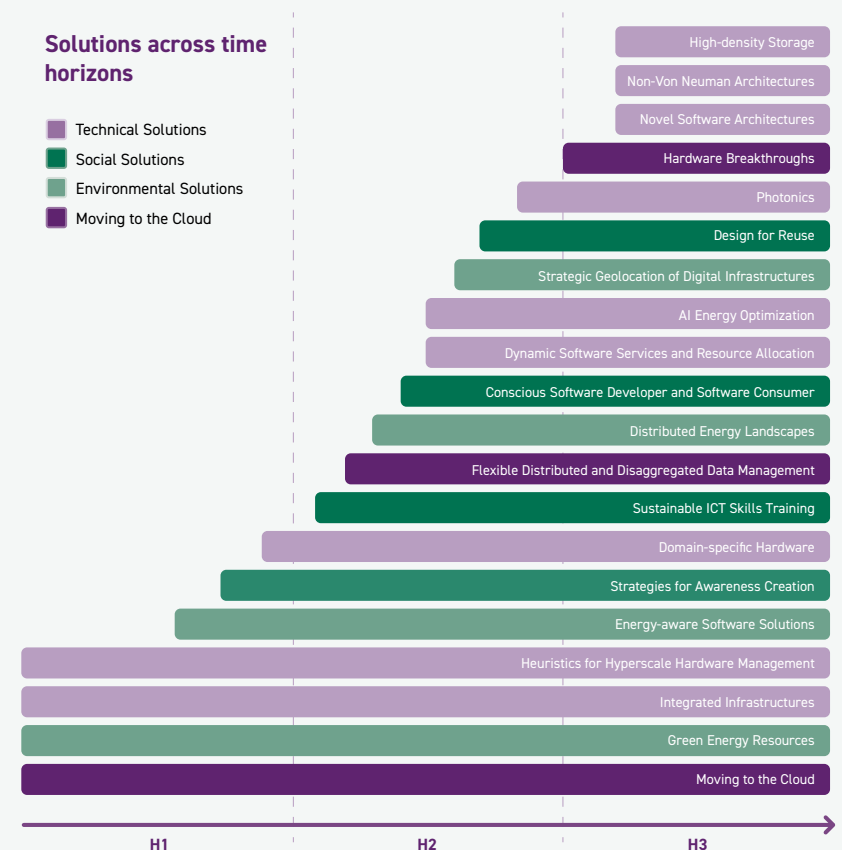 Solutions across time
horizons
Technical Solutions
Social Solutions
Environmental Solutions
Moving to the Cloud
High-density Storage
Non-Von Neuman Architectures
Novel Software Architectures
Hardware Breakthroughs
Photonics
Design for Reuse
Strategic Geolocation of Digital Infrastructures
AI Energy Optimization
Dynamic Software Services and Resource Allocation
Conscious Software Developer and Software Consumer
Distributed Energy Landscapes
Flexible Distributed and Disaggregated Data Management
Sustainable ICT Skills Training
Domain-specific Hardware
Strategies for Awareness Creation
Energy-aware Software Solutions
Heuristics for Hyperscale Hardware Management
Integrated Infrastructures
Green Energy Resources
Moving to the Cloud
H1 H2 H3